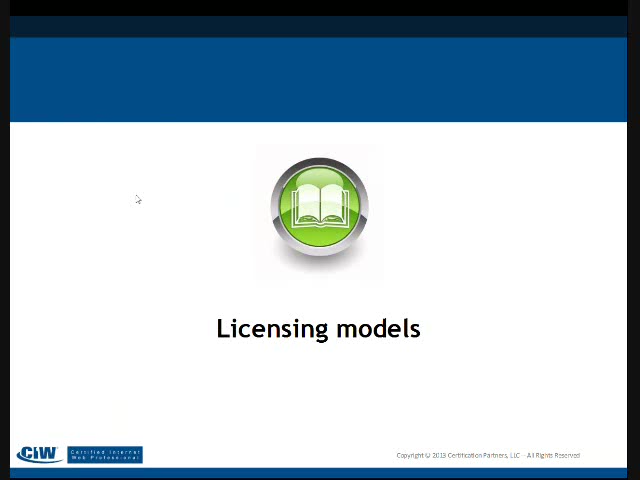 Licensing models
CIW
Certified Internet
Web Professional
Copyright © 2013 Certification Partners, LLC - All Rights Reserved